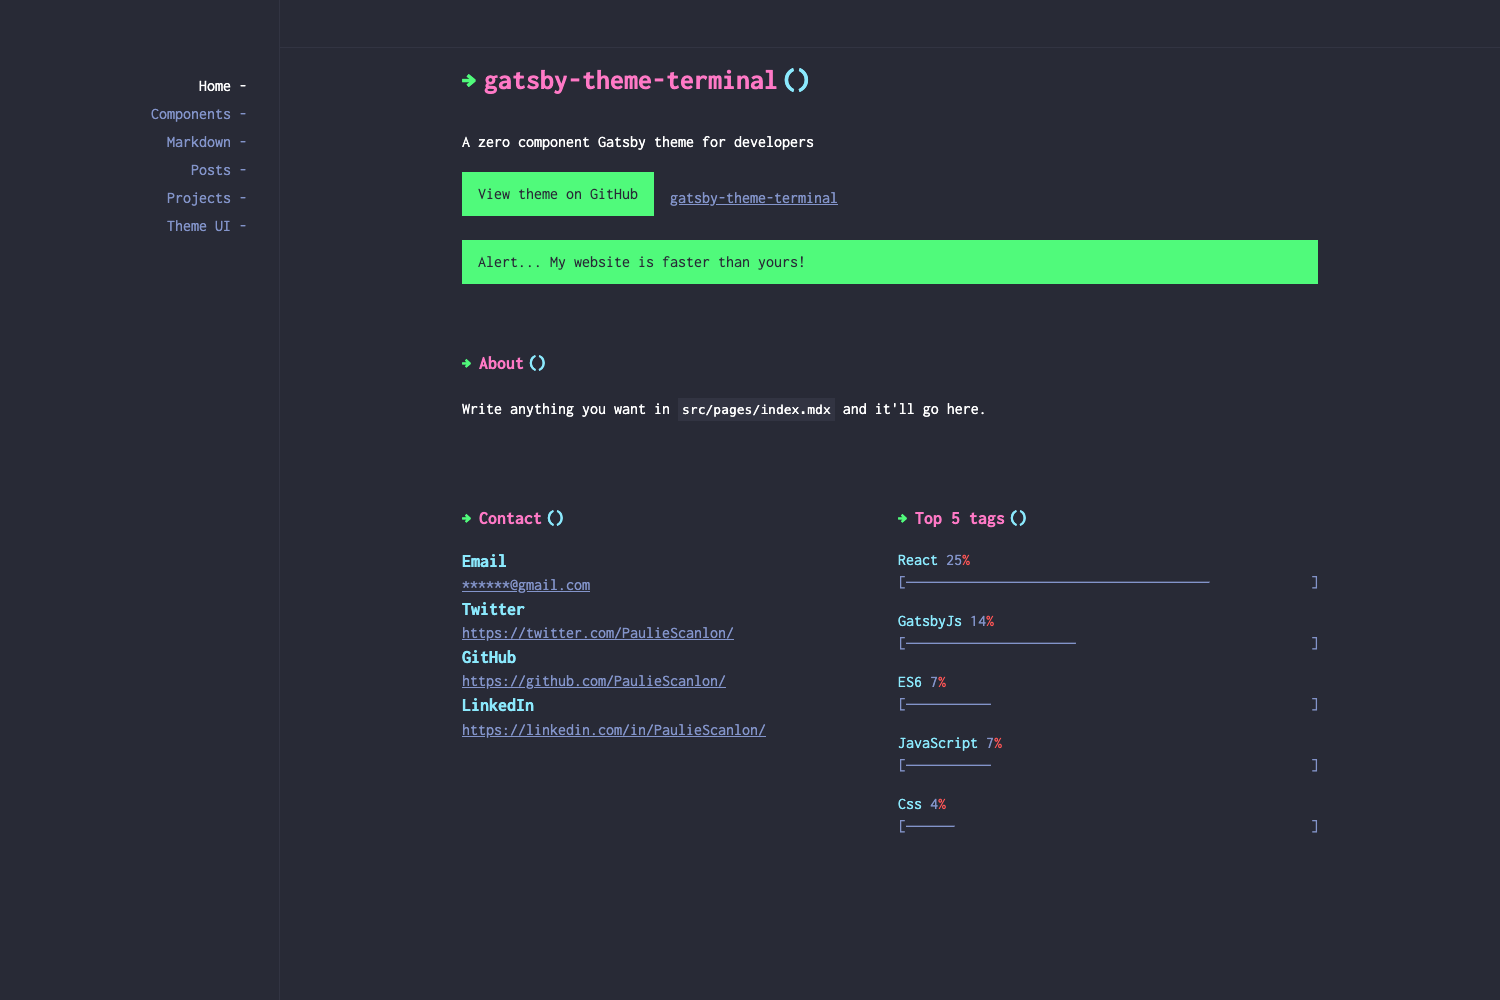 Home -
Components -
Markdown -
Posts -
Projects -
Theme UI -
➜ gatsby-theme-terminal()
A zero component Gatsby theme for developers
View theme on GitHub gatsby-theme-terminal
Alert... My website is faster than yours!
➜ About()
Write anything you want in src/pages/index.mdx and it'll go here.
➜ Contact()
Email
******@gmail.com
Twitter
https://twitter.com/PaulieScanlon/
GitHub
https://github.com/PaulieScanlon/
LinkedIn
https://linkedin.com/in/PaulieScanlon/
➜ Top 5 tags()
React 25%
[ ]
GatsbyJs 14%
[ ]
ES6 7%
[ ]
JavaScript 7%
[ ]
Css 4%
[ ]